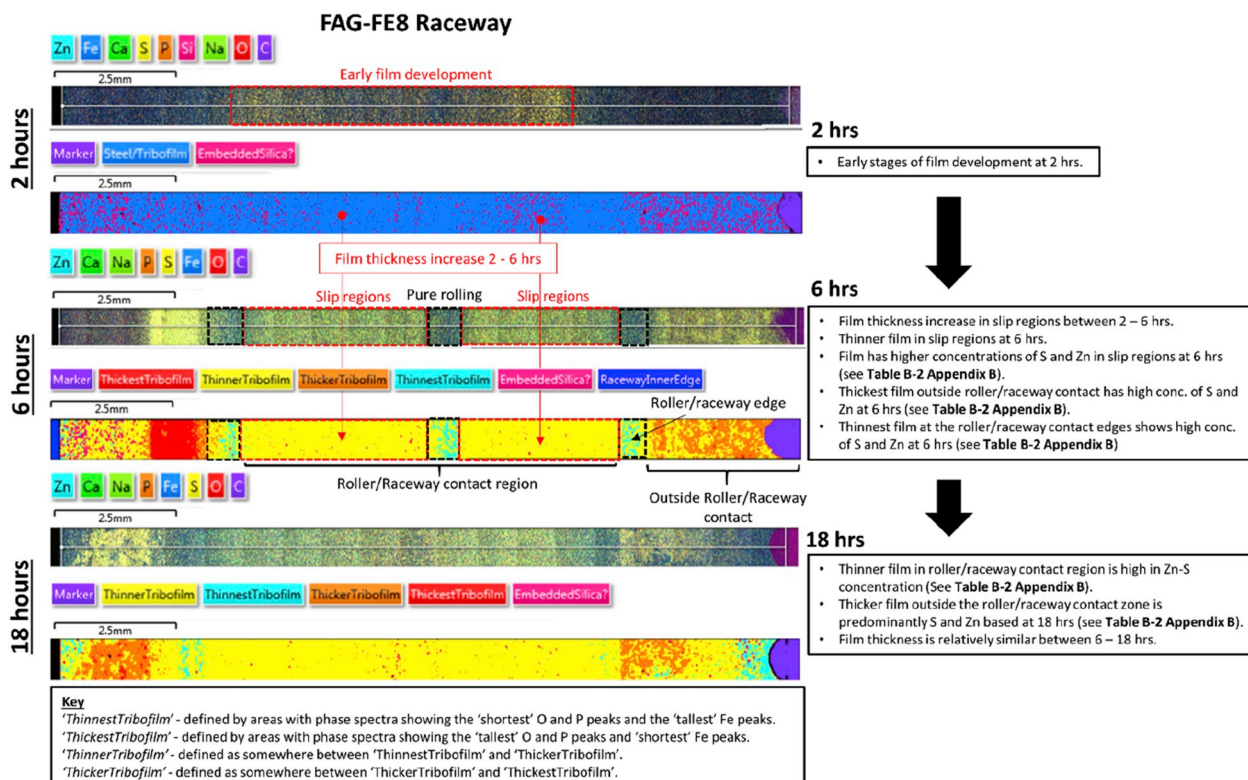 FAG-FE8 Raceway
2 hours
Zn Fe Ca S P Si Na O C
2.5mm
Early film development
Marker Steel/Tribofilm EmbeddedSilica?
2.5mm
2 hrs
• Early stages of film development at 2 hrs.
6 hours
Zn Ca Na P S Fe O C
Film thickness increase 2 - 6 hrs
2.5mm
Slip regions Pure rolling Slip regions
Marker ThickestTribofilm ThinnerTribofilm ThickerTribofilm ThinnestTribofilm EmbeddedSilica? RacewayInnerEdge
2.5mm
Roller/raceway edge
Roller/Raceway contact region
Outside Roller/Raceway
contact
6 hrs
• Film thickness increase in slip regions between 2 – 6 hrs.
• Thinner film in slip regions at 6 hrs.
• Film has higher concentrations of S and Zn in slip regions at 6 hrs
(see Table B-2 Appendix B).
• Thickest film outside roller/raceway contact has high conc. of S and
Zn at 6 hrs (see Table B-2 Appendix B).
• Thinnest film at the roller/raceway contact edges shows high conc.
of S and Zn at 6 hrs (see Table B-2 Appendix B)
18 hours
Zn Ca Na P Fe S O C
2.5mm
Marker ThinnerTribofilm ThinnestTribofilm ThickerTribofilm ThickestTribofilm EmbeddedSilica?
2.5mm
18 hrs
• Thinner film in roller/raceway contact region is high in Zn-S
concentration (See Table B-2 Appendix B).
• Thicker film outside the roller/raceway contact zone is
predominantly S and Zn based at 18 hrs (see Table B-2 Appendix B).
• Film thickness is relatively similar between 6 – 18 hrs.
Key
'ThinnestTribofilm' - defined by areas with phase spectra showing the 'shortest' O and P peaks and the 'tallest' Fe peaks.
'ThickestTribofilm' - defined by areas with phase spectra showing the 'tallest' O and P peaks and 'shortest' Fe peaks.
'ThinnerTribofilm' - defined as somewhere between 'ThinnestTribofilm' and 'ThickerTribofilm'.
'ThickerTribofilm' - defined as somewhere between 'ThickerTribofilm' and 'ThickestTribofilm'.